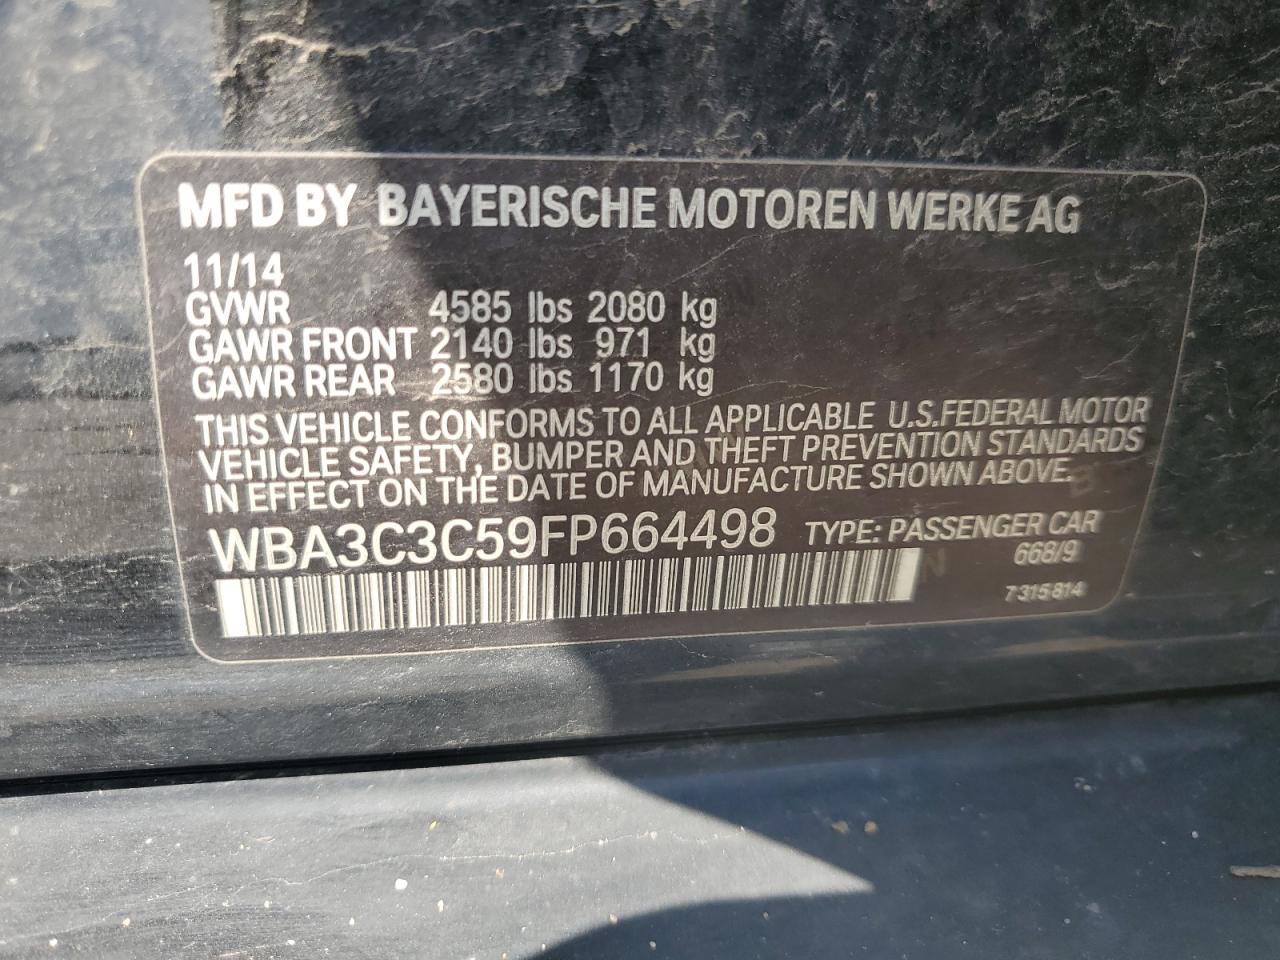 MFD BY BAYERISCHE MOTOREN WERKE AG
11/14
GVWR 4585 lbs 2080 kg
GAWR FRONT 2140 lbs 971 kg
GAWR REAR 2580 lbs 1170 kg
THIS VEHICLE CONFORMS TO ALL APPLICABLE U.S.FEDERAL MOTOR
VEHICLE SAFETY, BUMPER AND THEFT PREVENTION STANDARDS
IN EFFECT ON THE DATE OF MANUFACTURE SHOWN ABOVE.
WBA3C3C59FP664498 TYPE: PASSENGER CAR
668/9
7315814